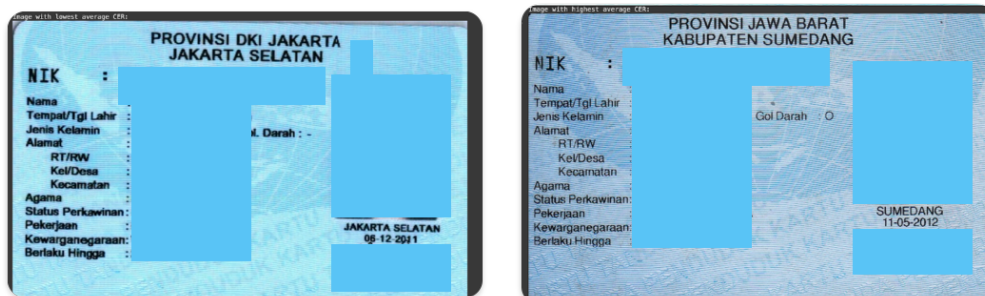 Image with lowest average CER:
PROVINSI DKI JAKARTA
JAKARTA SELATAN
NIK :
Nama
Tempat/Tgl Lahir :
Jenis Kelamin :
l. Darah : -
Alamat :
RT/RW :
Kel/Desa :
Kecamatan :
Agama :
Status Perkawinan:
Pekerjaan :
Kewarganegaraan:
Berlaku Hingga :
JAKARTA SELATAN
06-12-2011
Image with highest average CER:
PROVINSI JAWA BARAT
KABUPATEN SUMEDANG
NIK :
Nama
Tempat/Tgl Lahir
Jenis Kelamin
Gol Darah : O
Alamat
RT/RW
Kel/Desa
Kecamatan
Agama
Status Perkawinan:
Pekerjaan
Kewarganegaraan:
Berlaku Hingga
SUMEDANG
11-05-2012